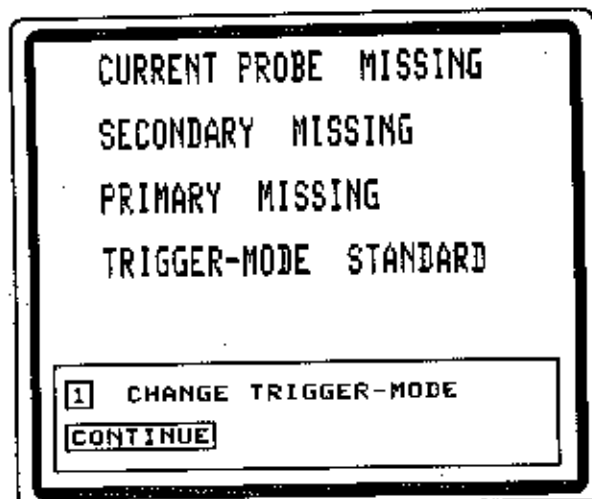 CURRENT PROBE MISSING
SECONDARY MISSING
PRIMARY MISSING
TRIGGER-MODE STANDARD
1 CHANGE TRIGGER-MODE
CONTINUE